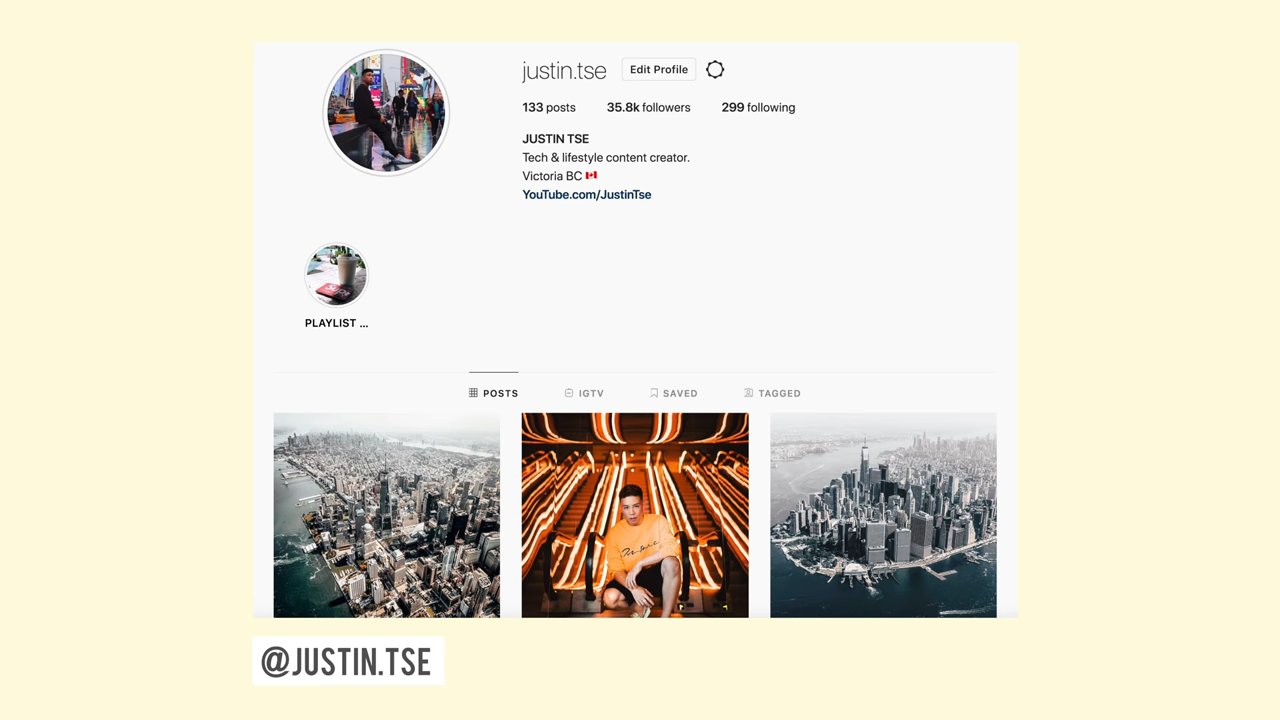 justin.tse Edit Profile
133 posts 35.8k followers 299 following
JUSTIN TSE
Tech & lifestyle content creator.
Victoria BC 🇨🇦
YouTube.com/JustinTse
PLAYLIST ...
POSTS IGTV SAVED TAGGED
@JUSTIN.TSE